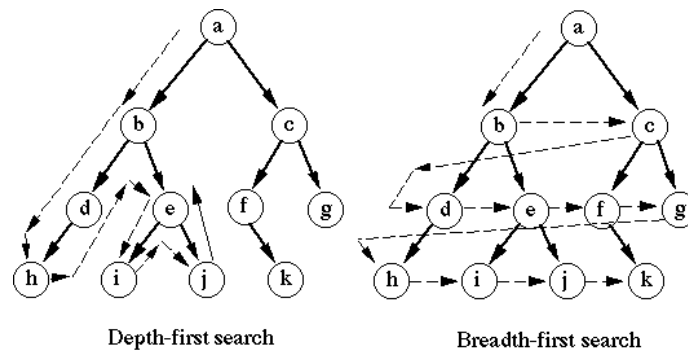 a a
b c b c
d e f g d e f g
h i j k h i j k
Depth-first search Breadth-first search